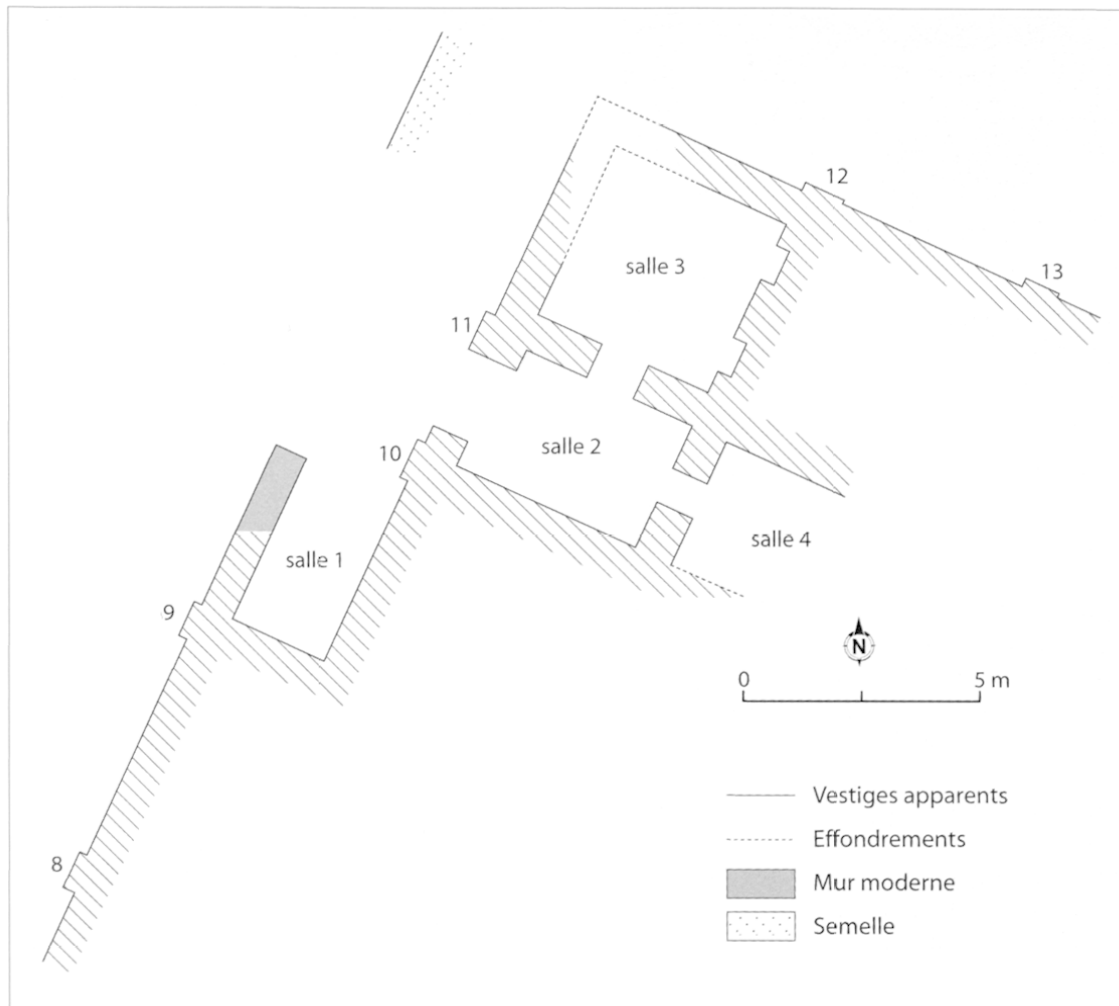 12
salle 3
13
11
10
salle 2
salle 1
salle 4
9
N
0 5 m
Vestiges apparents
8
Effondrements
Mur moderne
Semelle